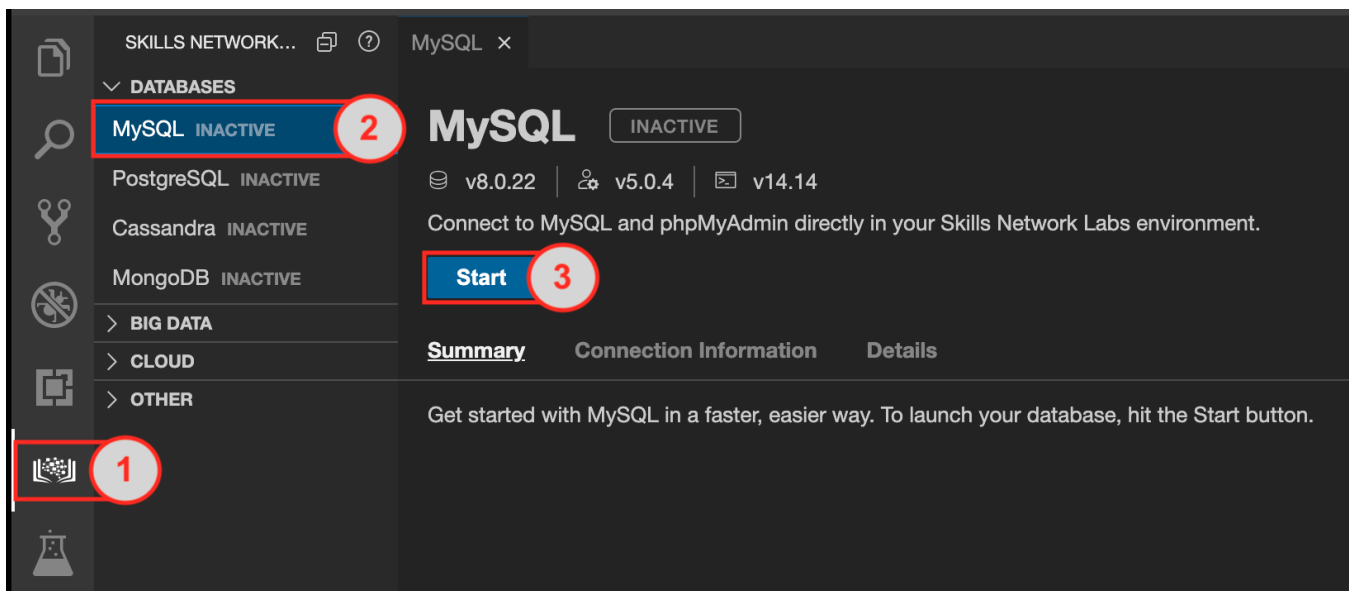 SKILLS NETWORK...
MySQL
DATABASES
MySQL INACTIVE
2
PostgreSQL INACTIVE
Cassandra INACTIVE
MongoDB INACTIVE
BIG DATA
CLOUD
OTHER
1
MySQL INACTIVE
v8.0.22 v5.0.4 v14.14
Connect to MySQL and phpMyAdmin directly in your Skills Network Labs environment.
Start 3
Summary Connection Information Details
Get started with MySQL in a faster, easier way. To launch your database, hit the Start button.